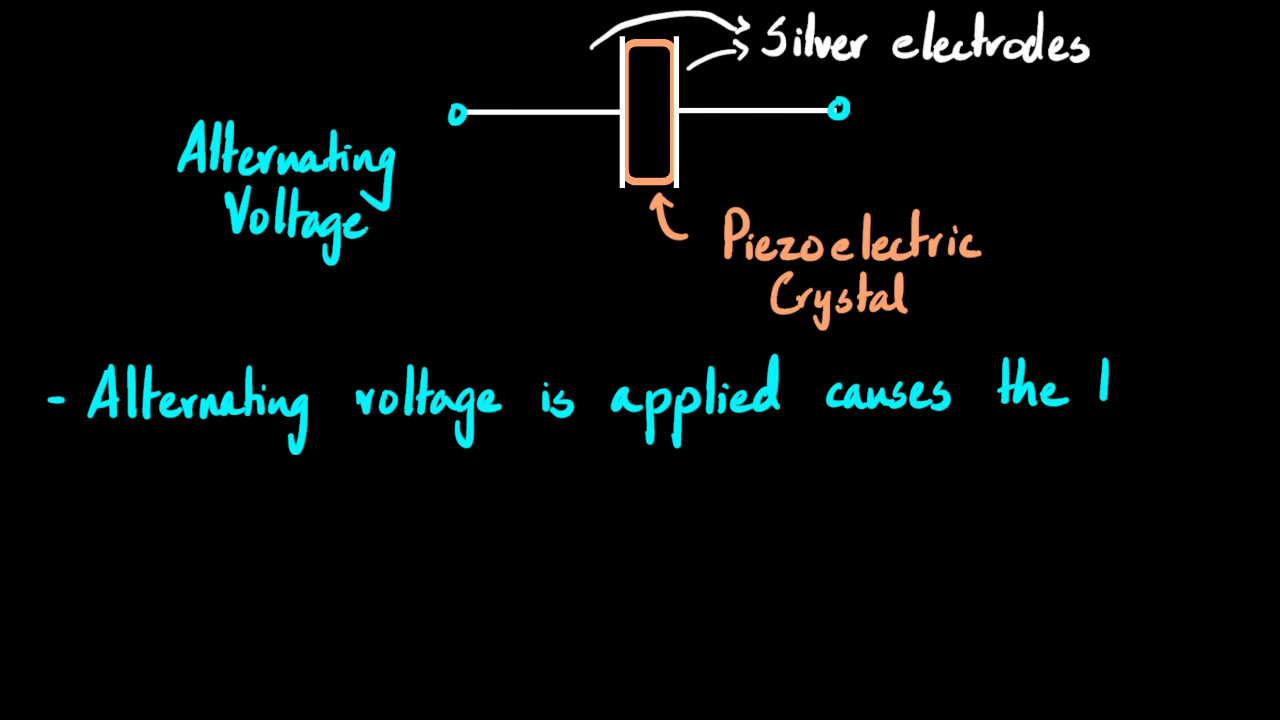 Silver electrodes
Alternating
Voltage
Piezoelectric
Crystal
- Alternating voltage is applied causes the